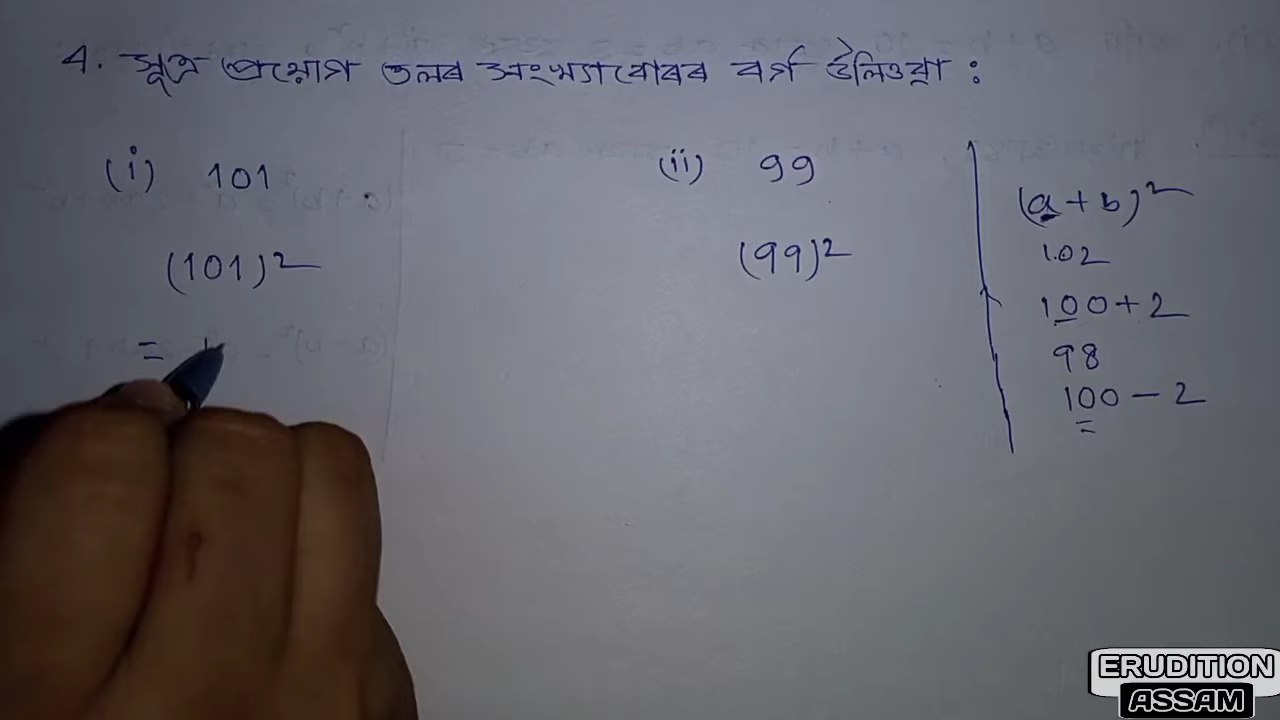 4. সূত্ৰ প্ৰয়োগ তলৰ সংখ্যাবোৰৰ বৰ্গ উলিওৱা :
(i) 101
(101)²
=
(ii) 99
(99)²
(a + b)²
102
100 + 2
98
100 - 2
=
ERUDITION
ASSAM